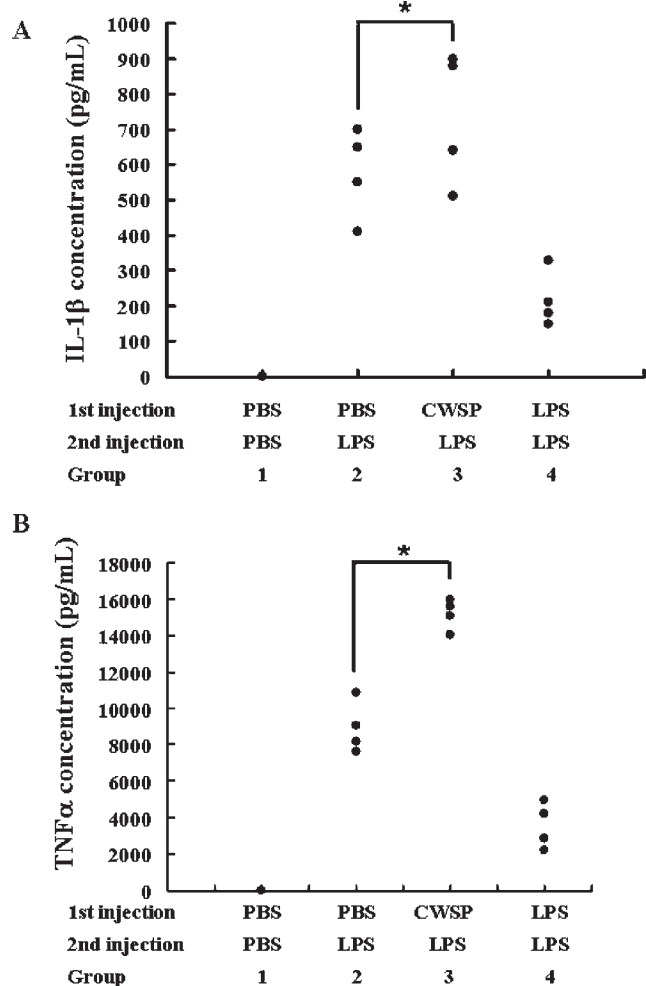 A
*
IL-1β concentration (pg/mL)
1000
900
800
700
600
500
400
300
200
100
0
1st injection PBS PBS CWSP LPS
2nd injection PBS LPS LPS LPS
Group 1 2 3 4
B
*
TNFα concentration (pg/mL)
18000
16000
14000
12000
10000
8000
6000
4000
2000
0
1st injection PBS PBS CWSP LPS
2nd injection PBS LPS LPS LPS
Group 1 2 3 4